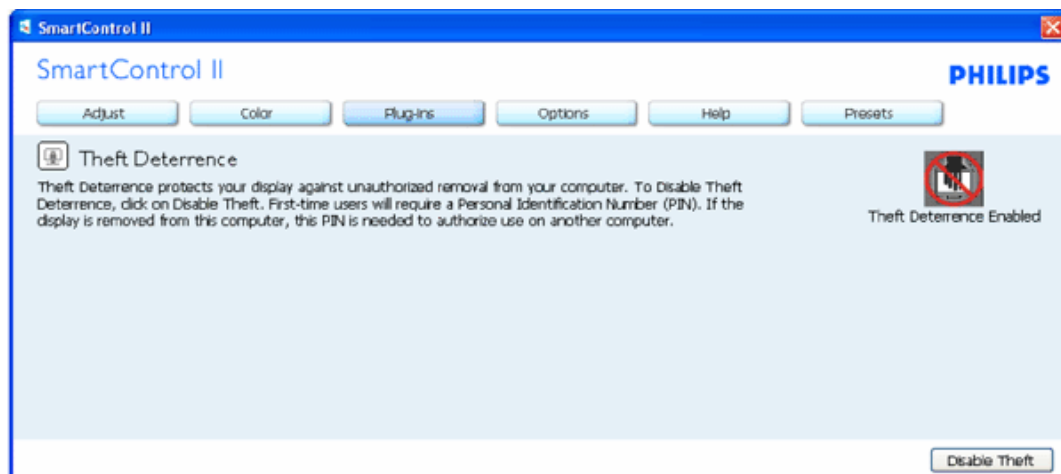 SmartControl II
SmartControl II
PHILIPS
Adjust Color Plug-Ins Options Help Presets
Theft Deterrence
Theft Deterrence protects your display against unauthorized removal from your computer. To Disable Theft
Deterrence, click on Disable Theft. First-time users will require a Personal Identification Number (PIN). If the
display is removed from this computer, this PIN is needed to authorize use on another computer.
Theft Deterrence Enabled
Disable Theft